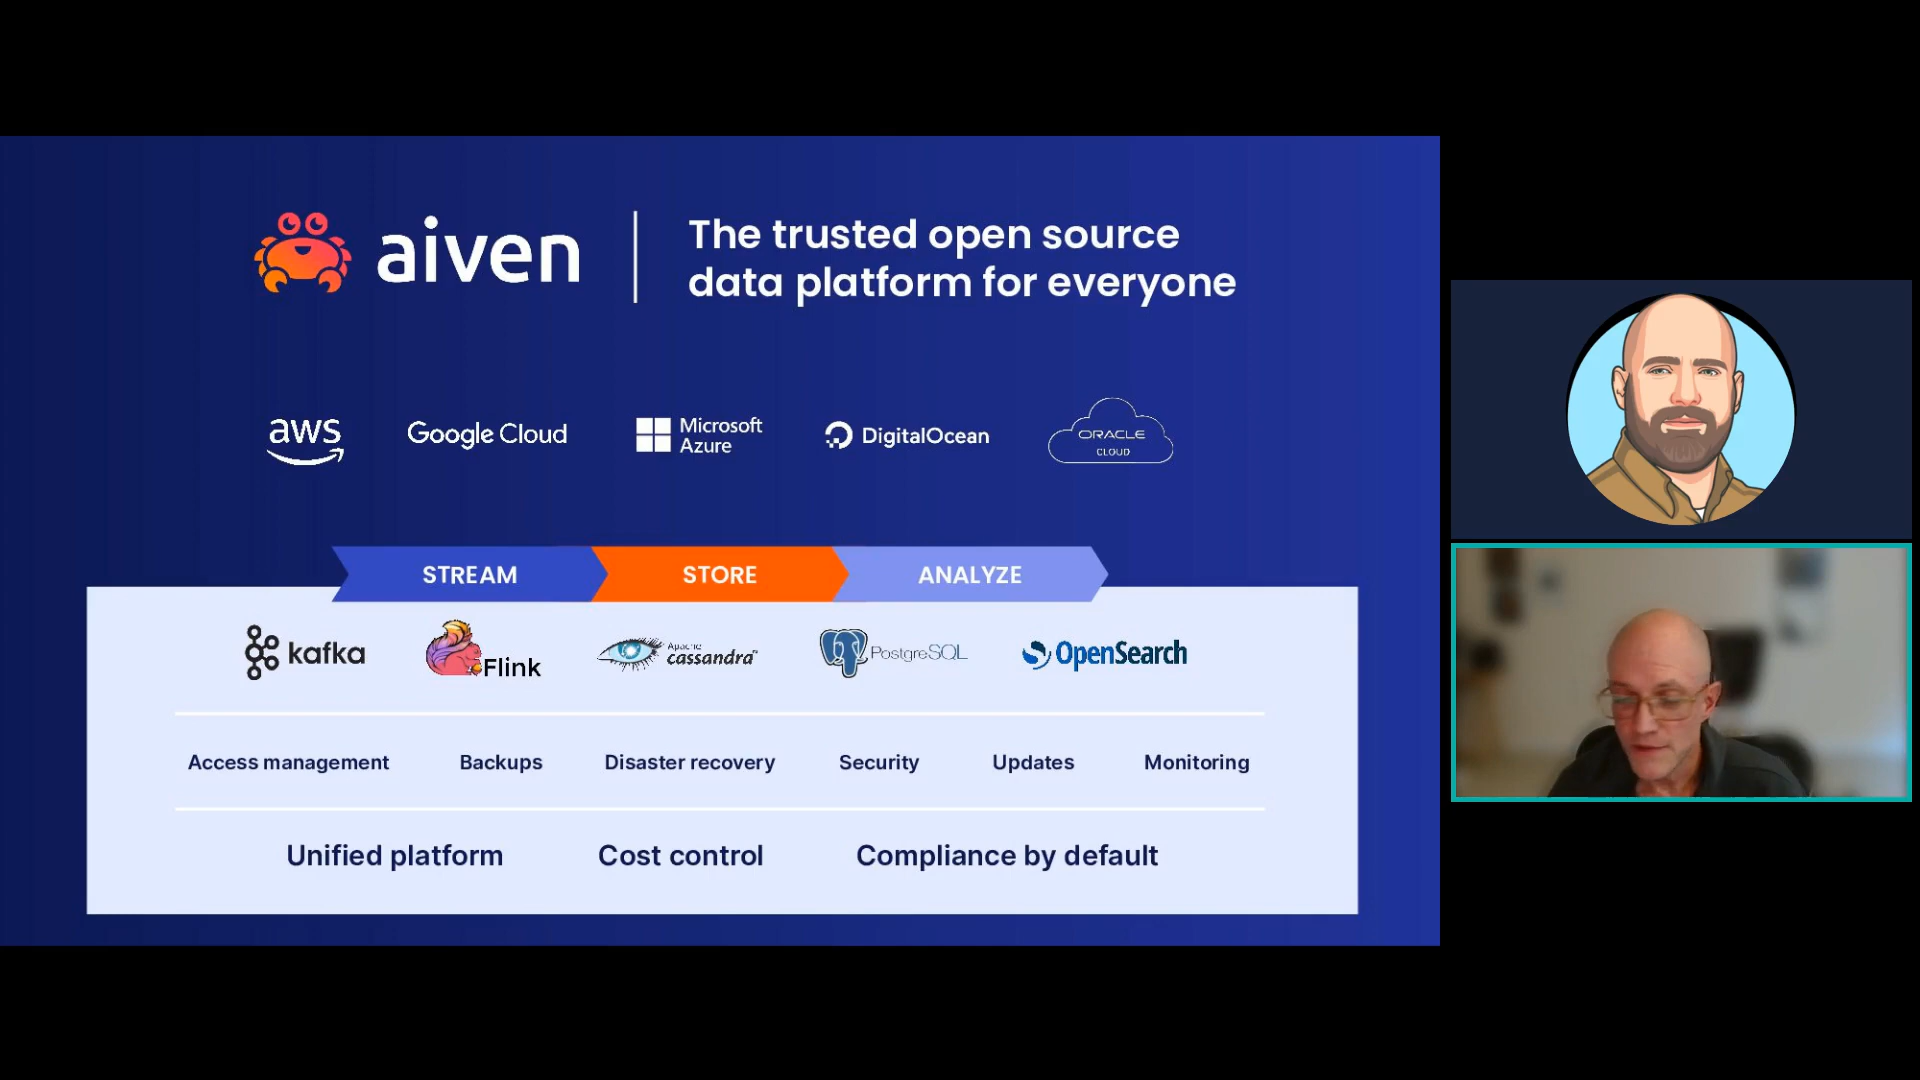 aiven
The trusted open source
data platform for everyone
aws
Google Cloud
Microsoft
Azure
DigitalOcean
ORACLE
CLOUD
STREAM
STORE
ANALYZE
kafka
Flink
Apache
cassandra
PostgreSQL
OpenSearch
Access management
Backups
Disaster recovery
Security
Updates
Monitoring
Unified platform
Cost control
Compliance by default